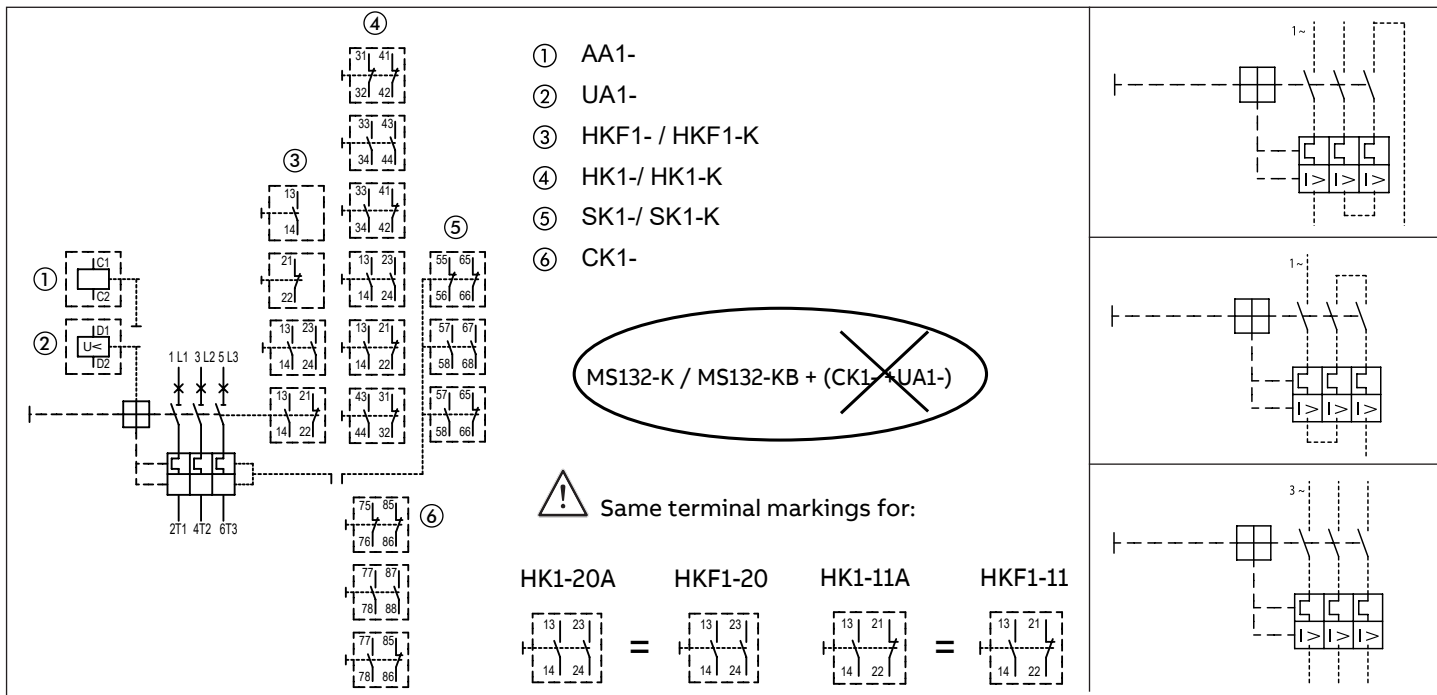 ④
31 41
32 42
33 43
34 44
33 41
34 42
13 23
14 24
13 21
14 22
43 31
44 32
③
13
14
21
22
13 23
14 24
13 21
14 22
⑤
55 65
56 66
57 67
58 68
57 65
58 66
①
C1
C2
②
D1
U<
D2
1 L1 3 L2 5 L3
2T1 4T2 6T3
⑥
75 85
76 86
77 87
78 88
77 85
78 86
① AA1-
② UA1-
③ HKF1- / HKF1-K
④ HK1-/ HK1-K
⑤ SK1-/ SK1-K
⑥ CK1-
MS132-K / MS132-KB + (CK1- +UA1-)
! Same terminal markings for:
HK1-20A HKF1-20 HK1-11A HKF1-11
13 23 = 13 23 13 21 = 13 21
14 24 14 24 14 22 14 22
1~
I> I> I>
1~
I> I> I>
3~
I> I> I>